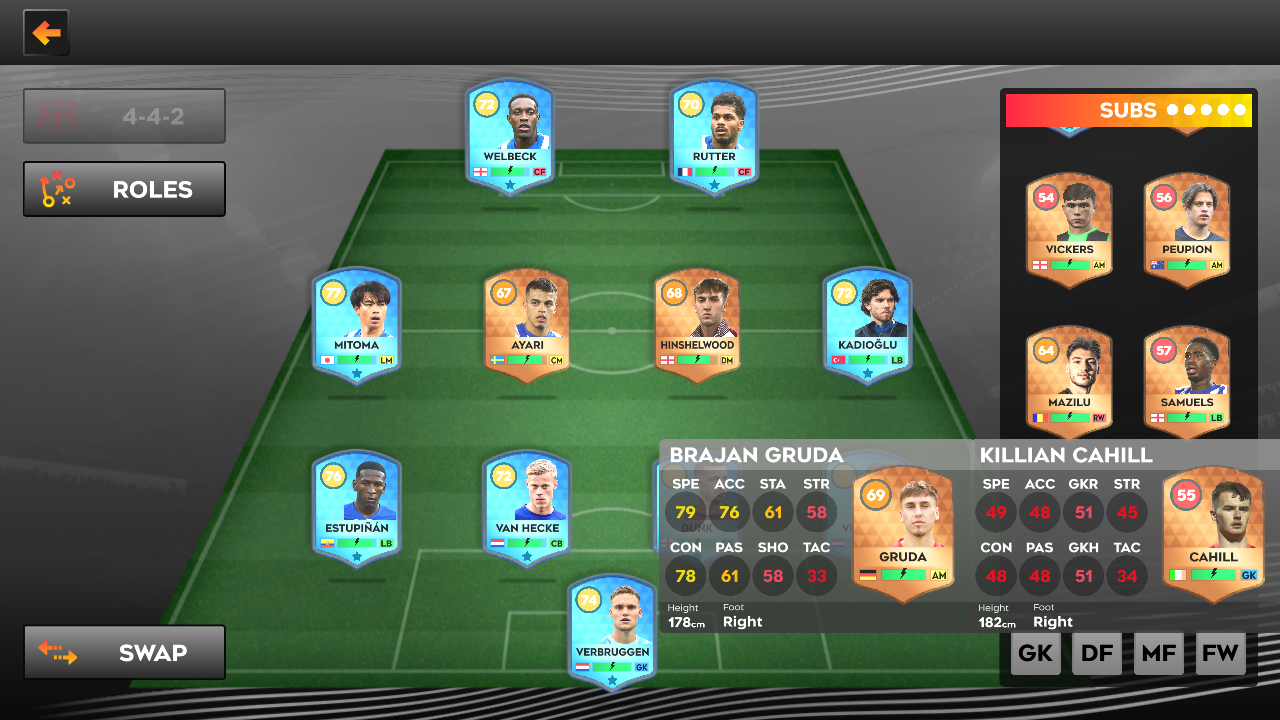 4-4-2
ROLES
SUBS
72
WELBECK
CF
70
RUTTER
CF
54
VICKERS
AM
56
PEUPION
AM
77
MITOMA
LM
67
AYARI
CM
68
HINSHELWOOD
DM
72
KADIOĞLU
LB
64
MAZILU
RW
57
SAMUELS
LB
76
ESTUPIÑÁN
LB
72
VAN HECKE
CB
DUNK
BRAJAN GRUDA
SPE ACC STA STR
79 76 61 58
CON PAS SHO TAC
78 61 58 33
Height Foot
178cm Right
69
GRUDA
AM
KILLIAN CAHILL
SPE ACC GKR STR
49 48 51 45
CON PAS GKH TAC
48 48 51 34
Height Foot
182cm Right
55
CAHILL
GK
74
VERBRUGGEN
GK
SWAP
GK DF MF FW